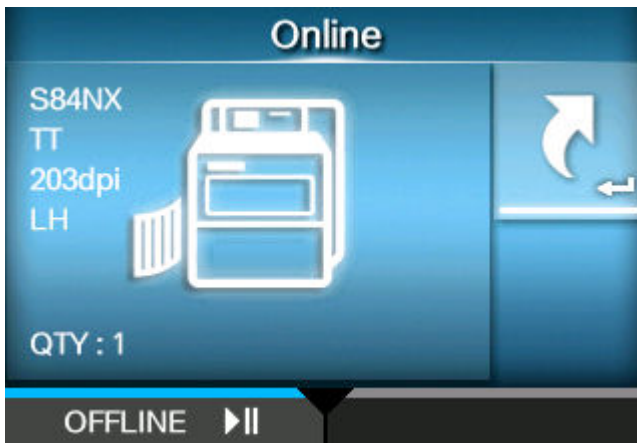 Online
S84NX
TT
203dpi
LH
QTY : 1
OFFLINE